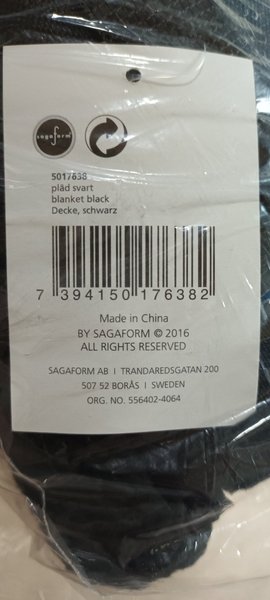 sagaform
5017638
pläd svart
blanket black
Decke, schwarz
7 394150 176382
Made in China
BY SAGAFORM © 2016
ALL RIGHTS RESERVED
SAGAFORM AB I TRANDAREDSGATAN 200
507 52 BORÅS I SWEDEN
ORG. NO. 556402-4064